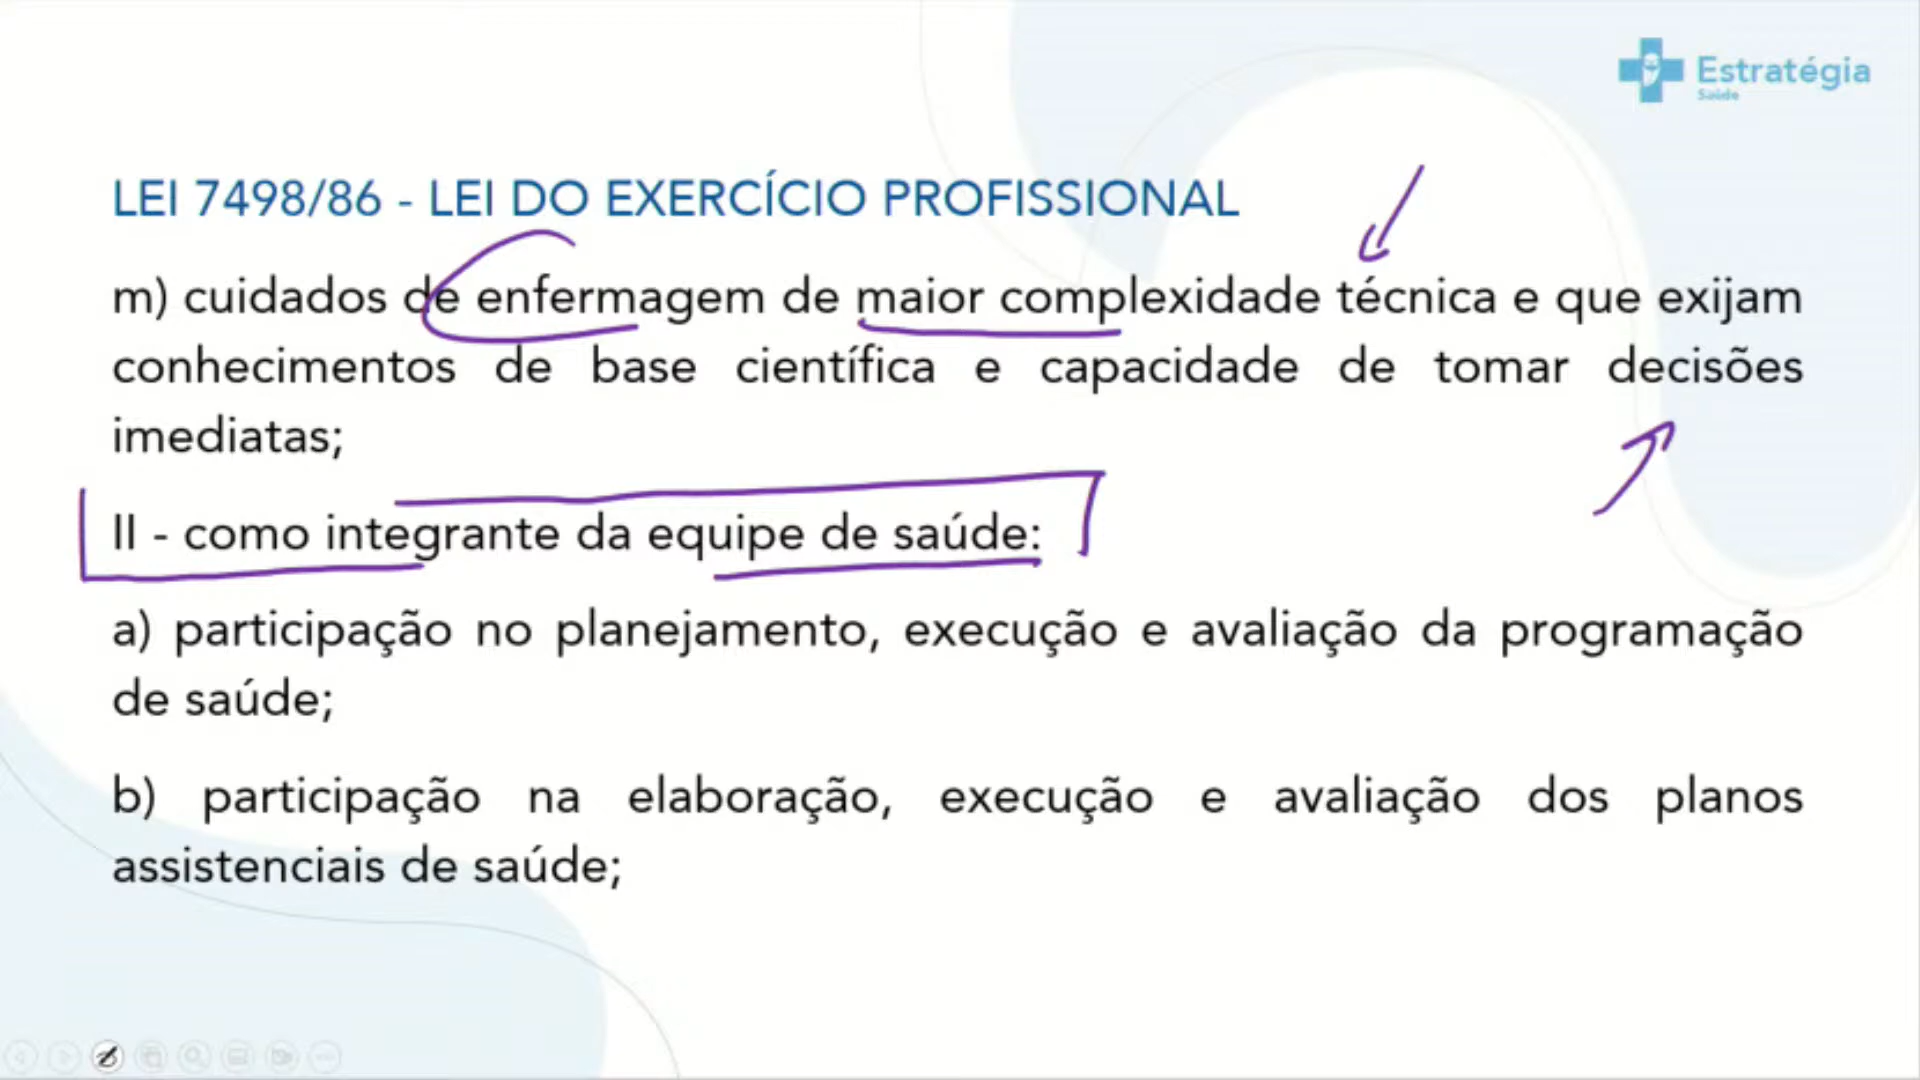 Estratégia
Saúde
LEI 7498/86 - LEI DO EXERCÍCIO PROFISSIONAL
m) cuidados de enfermagem de maior complexidade técnica e que exijam
conhecimentos de base científica e capacidade de tomar decisões
imediatas;
II - como integrante da equipe de saúde:
a) participação no planejamento, execução e avaliação da programação
de saúde;
b) participação na elaboração, execução e avaliação dos planos
assistenciais de saúde;